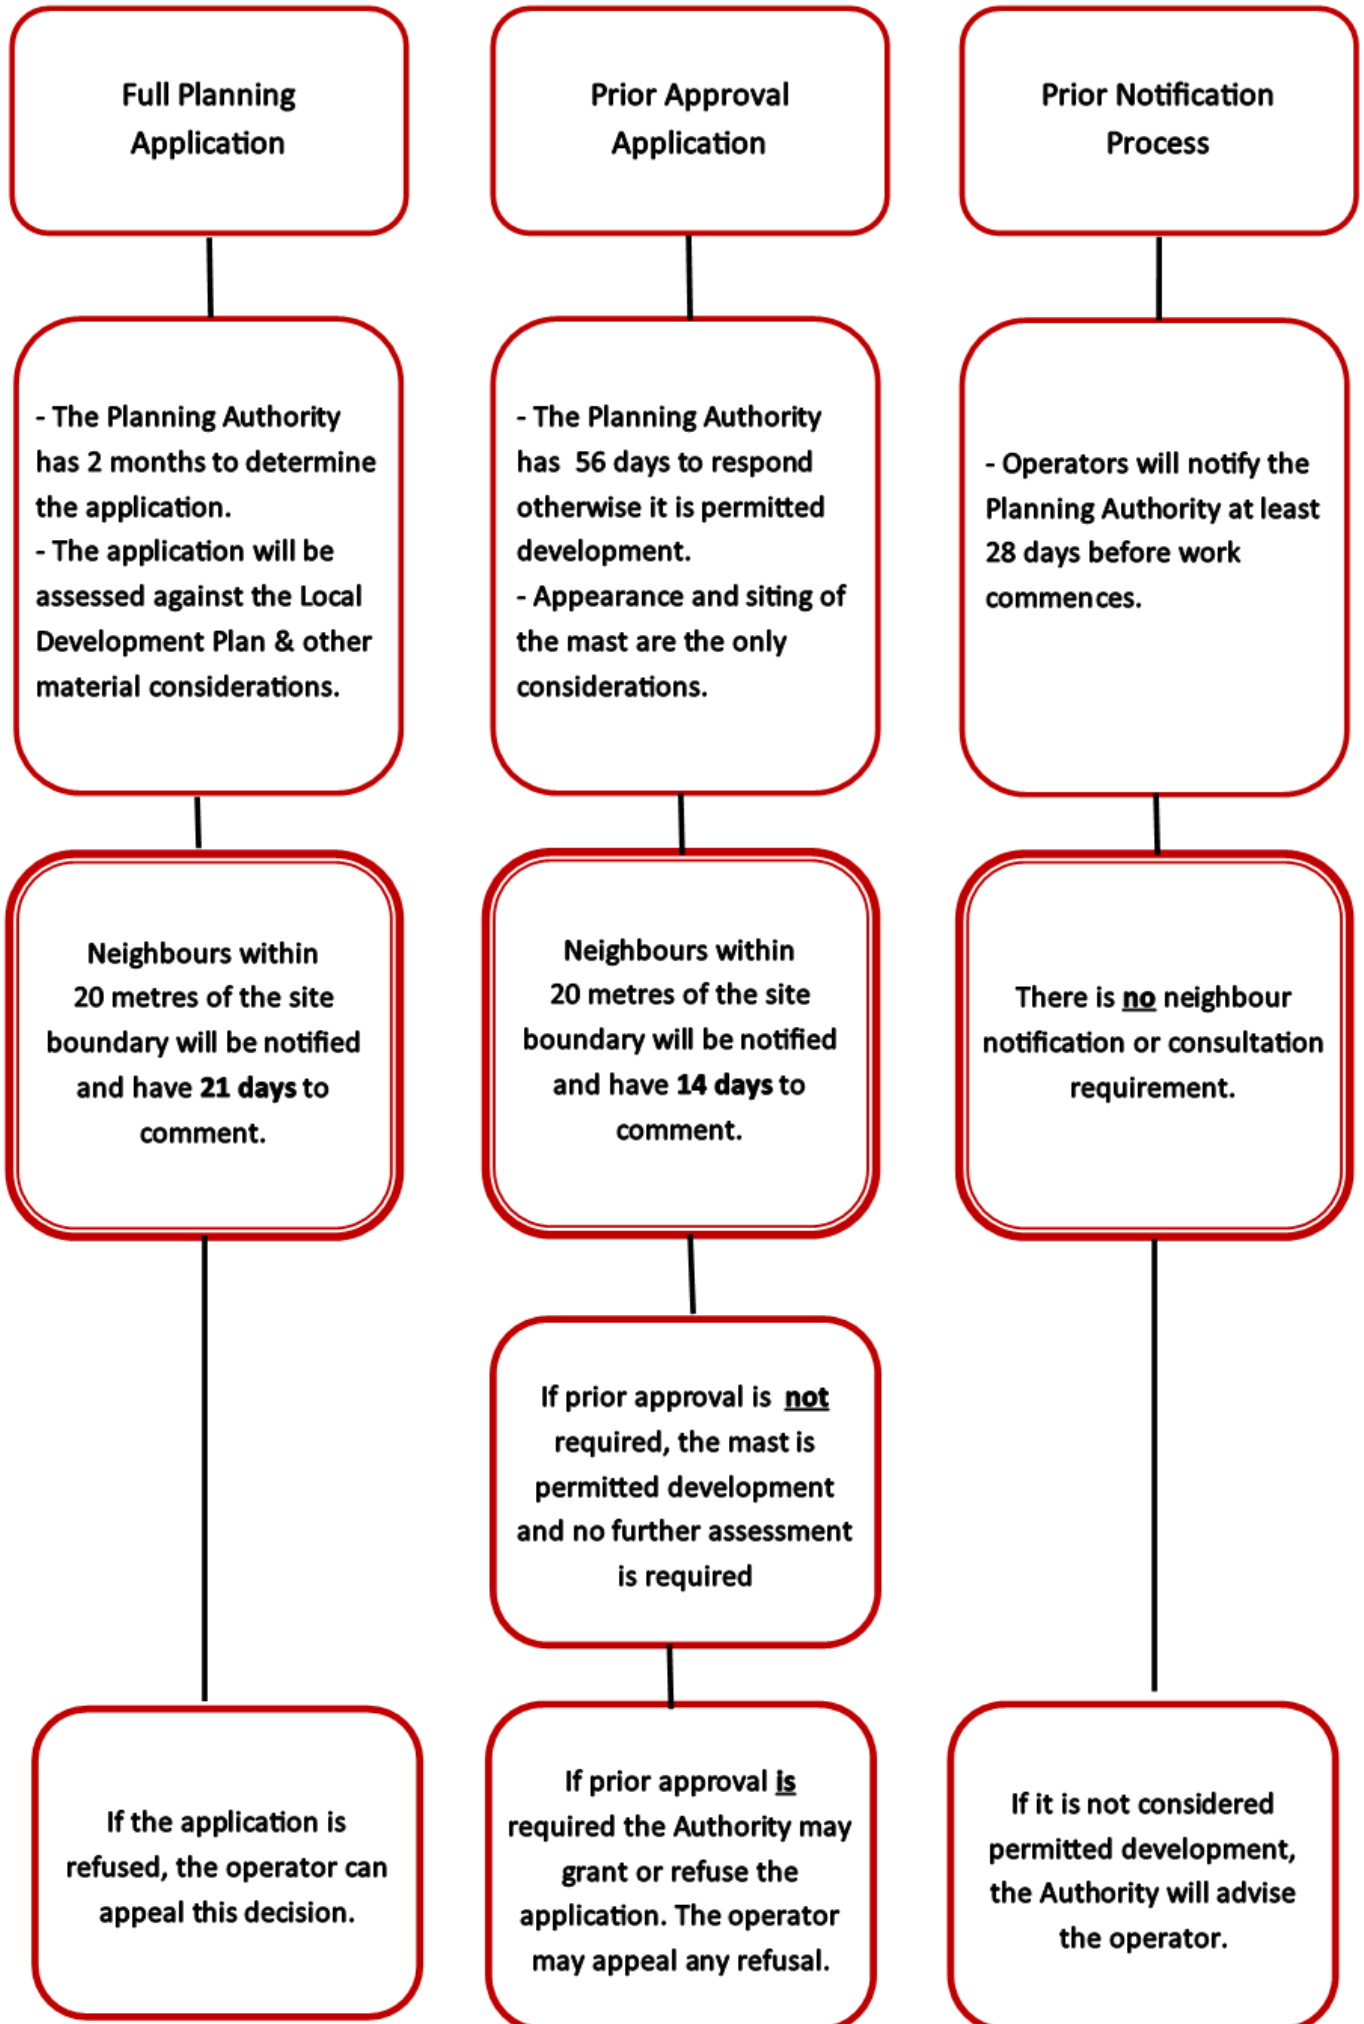 Full Planning
Application
- The Planning Authority
has 2 months to determine
the application.
- The application will be
assessed against the Local
Development Plan & other
material considerations.
Neighbours within
20 metres of the site
boundary will be notified
and have 21 days to
comment.
If the application is
refused, the operator can
appeal this decision.
Prior Approval
Application
- The Planning Authority
has 56 days to respond
otherwise it is permitted
development.
- Appearance and siting of
the mast are the only
considerations.
Neighbours within
20 metres of the site
boundary will be notified
and have 14 days to
comment.
If prior approval is not
required, the mast is
permitted development
and no further assessment
is required
If prior approval is
required the Authority may
grant or refuse the
application. The operator
may appeal any refusal.
Prior Notification
Process
- Operators will notify the
Planning Authority at least
28 days before work
commences.
There is no neighbour
notification or consultation
requirement.
If it is not considered
permitted development,
the Authority will advise
the operator.